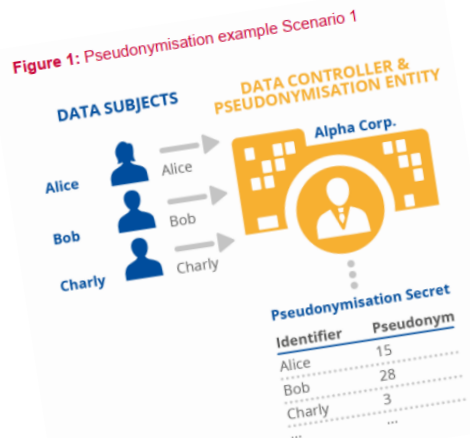 Figure 1: Pseudonymisation example Scenario 1
DATA SUBJECTS
DATA CONTROLLER &
PSEUDONYMISATION ENTITY
Alpha Corp.
Alice
Alice
Bob
Bob
Charly
Charly
Pseudonymisation Secret
Identifier Pseudonym
Alice 15
Bob 28
Charly 3
... ...